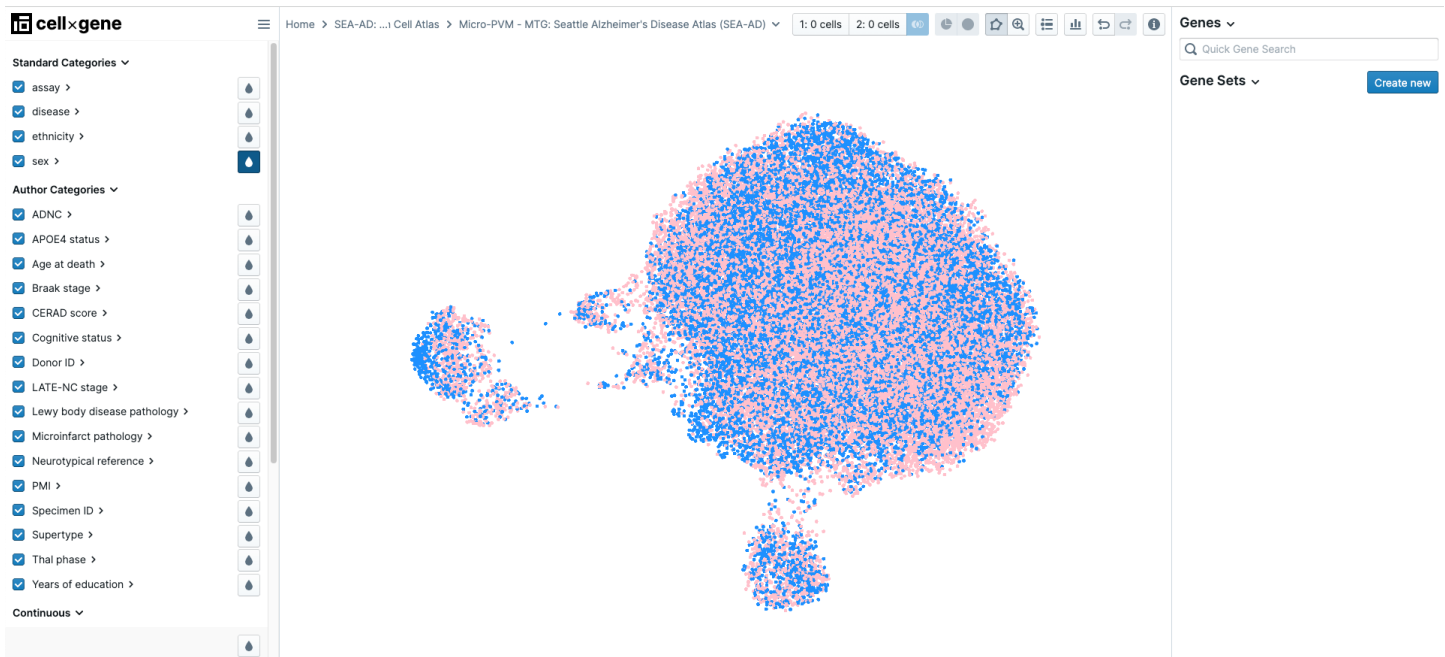 cell×gene
Home > SEA-AD: ...ı Cell Atlas > Micro-PVM - MTG: Seattle Alzheimer's Disease Atlas (SEA-AD)
1: 0 cells 2: 0 cells
Standard Categories
assay
disease
ethnicity
sex
Author Categories
ADNC
APOE4 status
Age at death
Braak stage
CERAD score
Cognitive status
Donor ID
LATE-NC stage
Lewy body disease pathology
Microinfarct pathology
Neurotypical reference
PMI
Specimen ID
Supertype
Thal phase
Years of education
Continuous
Genes
Quick Gene Search
Gene Sets
Create new